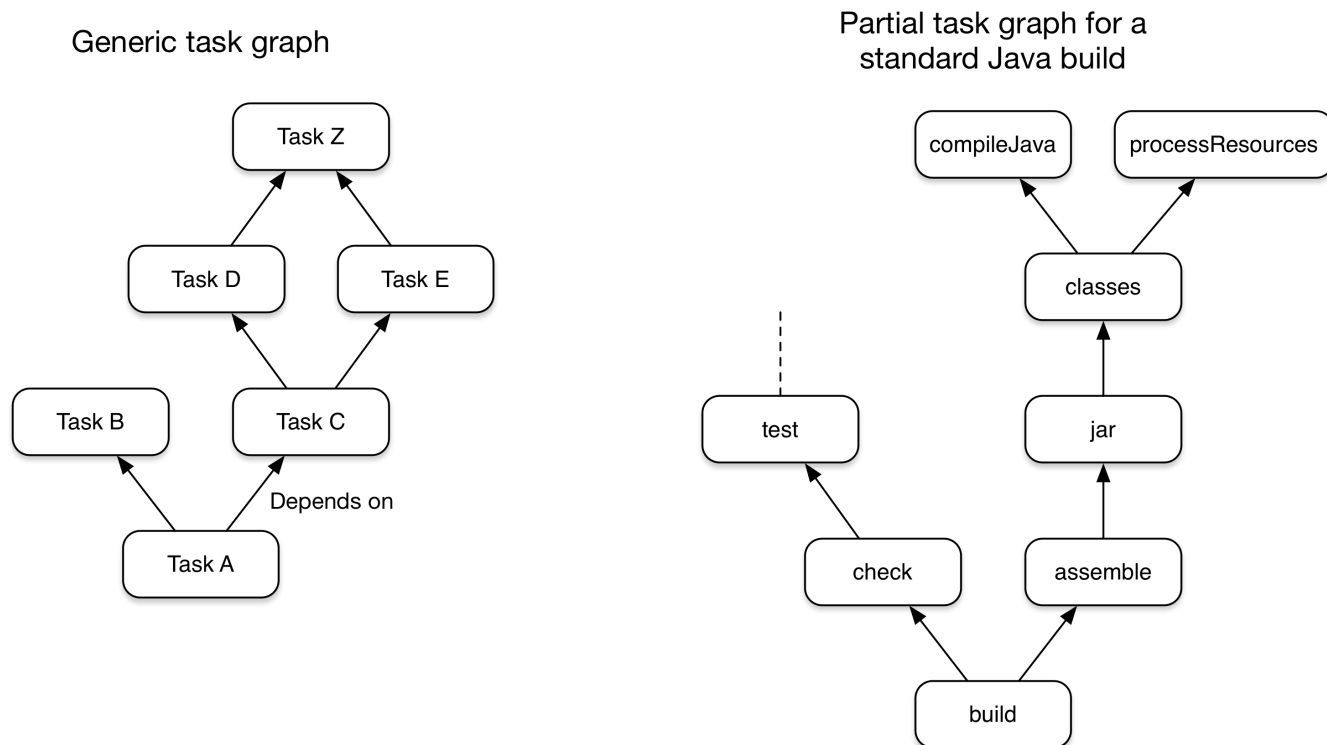 Generic task graph
Task Z
Task D
Task E
Task B
Task C
Depends on
Task A
Partial task graph for a
standard Java build
compileJava
processResources
classes
test
jar
check
assemble
build